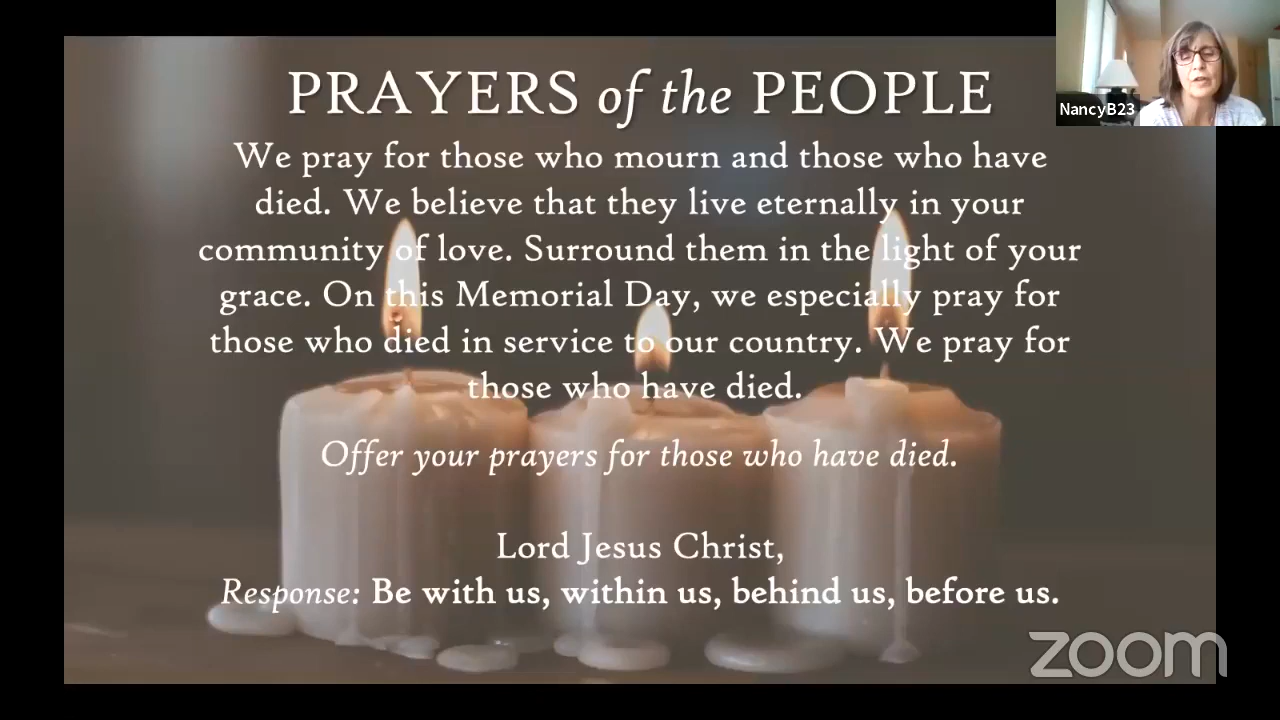 PRAYERS of the PEOPLE
NancyB23
We pray for those who mourn and those who have
died. We believe that they live eternally in your
community of love. Surround them in the light of your
grace. On this Memorial Day, we especially pray for
those who died in service to our country. We pray for
those who have died.
Offer your prayers for those who have died.
Lord Jesus Christ,
Response: Be with us, within us, behind us, before us.
zoom